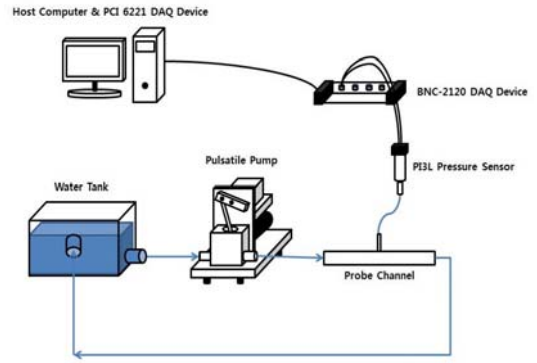 Host Computer & PCI 6221 DAQ Device
BNC-2120 DAQ Device
Pulsatile Pump
PI3L Pressure Sensor
Water Tank
Probe Channel